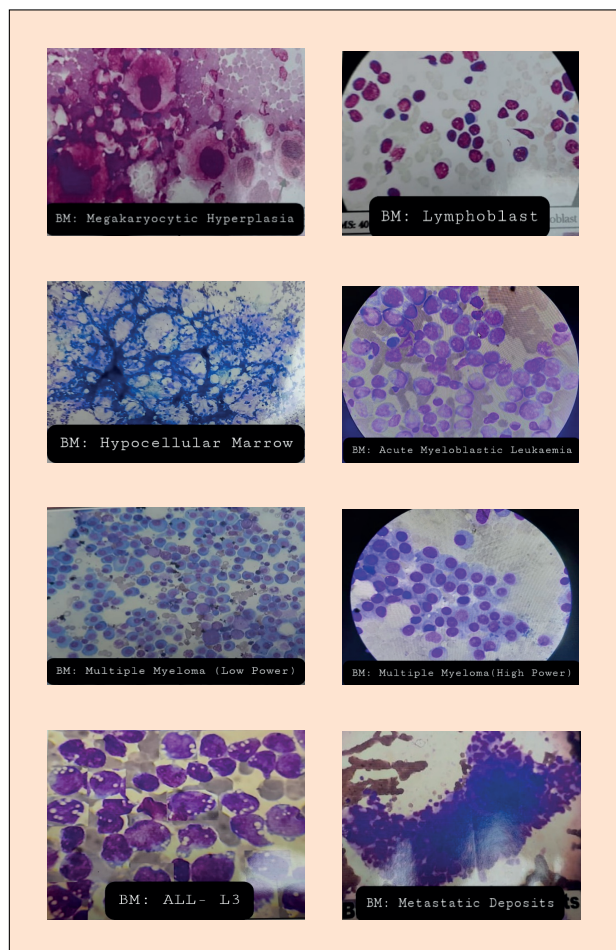 BM: Megakaryocytic Hyperplasia
BM: Lymphoblast
BM: Hypocellular Marrow
BM: Acute Myeloblastic Leukaemia
BM: Multiple Myeloma (Low Power)
BM: Multiple Myeloma(High Power)
BM: ALL- L3
BM: Metastatic Deposits